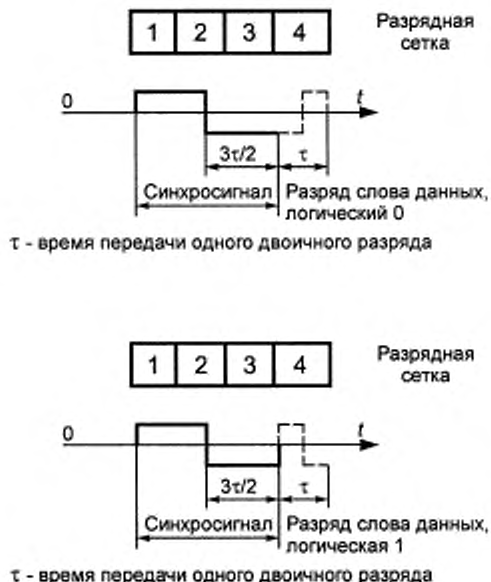 1 2 3 4
Разрядная
сетка
0
t
3τ/2
τ
Синхросигнал
Разряд слова данных,
логический 0
τ - время передачи одного двоичного разряда
1 2 3 4
Разрядная
сетка
0
t
3τ/2
τ
Синхросигнал
Разряд слова данных,
логическая 1
τ - время передачи одного двоичного разряда